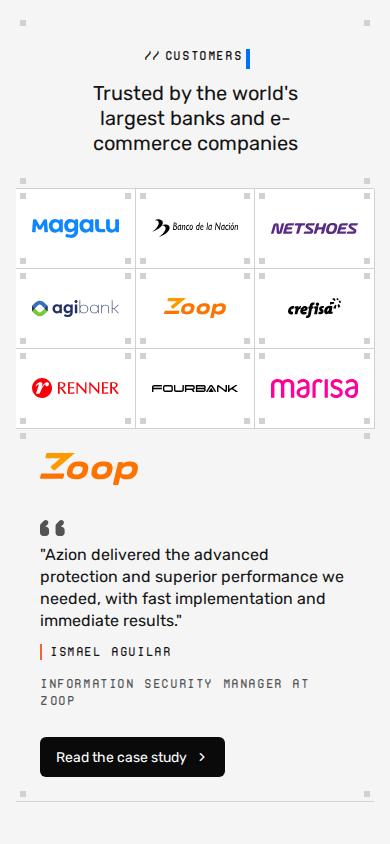 // CUSTOMERS
Trusted by the world's
largest banks and e-
commerce companies
MAGALU
Banco de la Nación
NETSHOES
agibank
Zoop
crefisa
RENNER
FOURBANK
marisa
Zoop
"Azion delivered the advanced
protection and superior performance we
needed, with fast implementation and
immediate results."
ISMAEL AGUILAR
INFORMATION SECURITY MANAGER AT
ZOOP
Read the case study